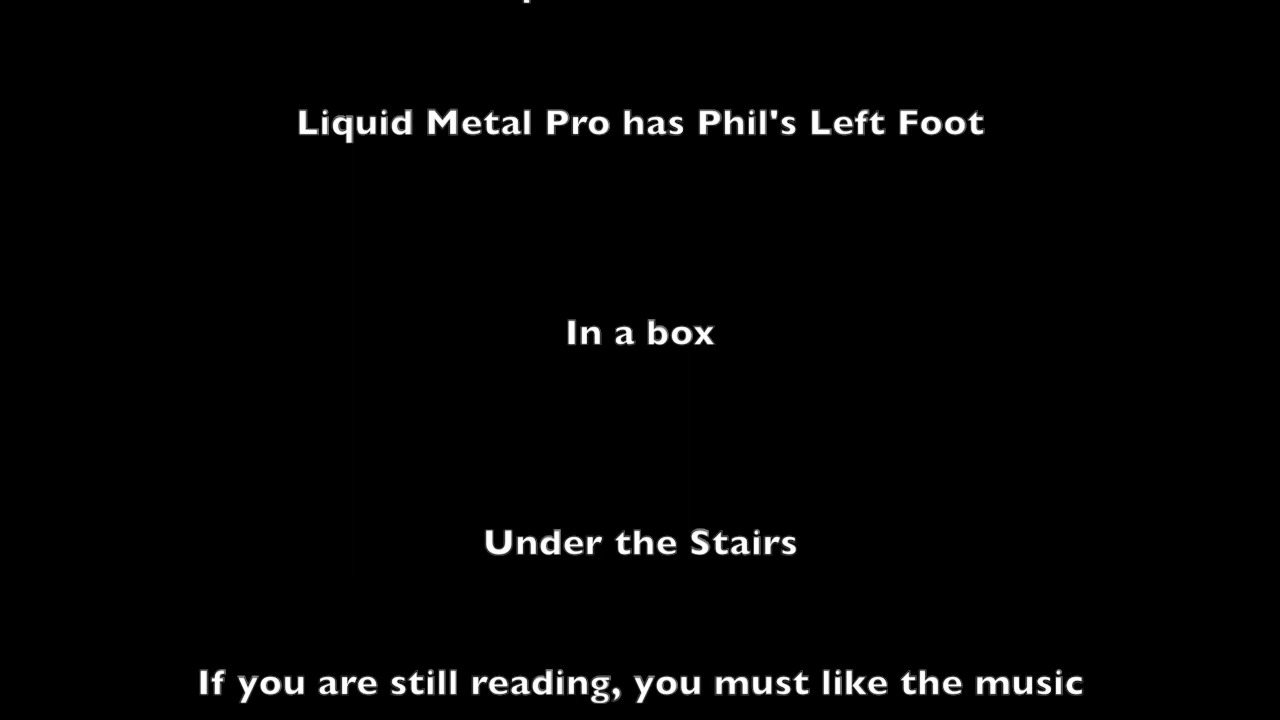 Liquid Metal Pro has Phil's Left Foot
In a box
Under the Stairs
If you are still reading, you must like the music